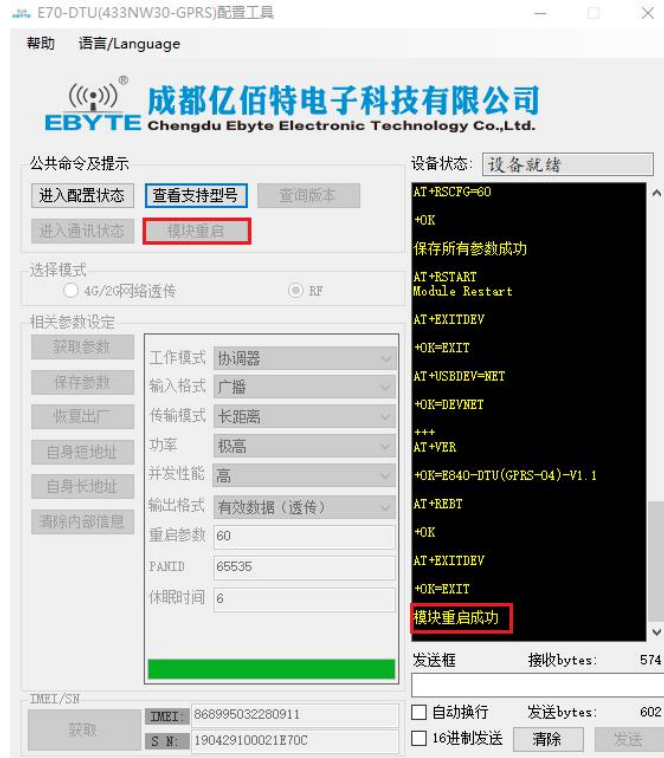 E70-DTU(433NW30-GPRS)配置工具
帮助 语言/Language
EBYTE ® 成都亿佰特电子科技有限公司
Chengdu Ebyte Electronic Technology Co.,Ltd.
公共命令及提示
进入配置状态 查看支持型号 查询版本
进入通讯状态 模块重启
选择模式
4G/2G网络透传 RF
相关参数设定
获取参数
保存参数
恢复出厂
自身短地址
自身长地址
清除内部信息
工作模式 协调器
输入格式 广播
传输模式 长距离
功率 极高
并发性能 高
输出格式 有效数据（透传）
重启参数 60
PANID 65535
休眠时间 6
IMEI/SN
获取
IMEI: 868995032280911
S N: 190429100021E70C
设备状态: 设备就绪
AT+RSCFG=60
+OK
保存所有参数成功
AT+RSTART
Module Restart
AT+EXITDEV
+OK=EXIT
AT+USBDEV=NET
+OK=DEVNET
+++
AT+VER
+OK=E840-DTU(GPRS-04)-V1.1
AT+REBT
+OK
AT+EXITDEV
+OK=EXIT
模块重启成功
发送框 接收bytes: 574
自动换行 发送bytes: 602
16进制发送 清除 发送